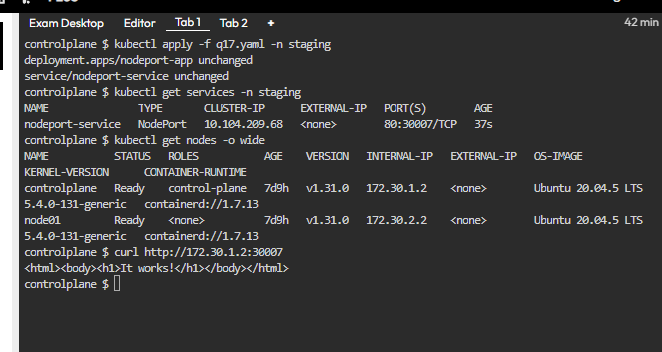 Exam Desktop Editor Tab 1 Tab 2 + 42 min
controlplane $ kubectl apply -f q17.yaml -n staging
deployment.apps/nodeport-app unchanged
service/nodeport-service unchanged
controlplane $ kubectl get services -n staging
NAME TYPE CLUSTER-IP EXTERNAL-IP PORT(S) AGE
nodeport-service NodePort 10.104.209.68 <none> 80:30007/TCP 37s
controlplane $ kubectl get nodes -o wide
NAME STATUS ROLES AGE VERSION INTERNAL-IP EXTERNAL-IP OS-IMAGE
KERNEL-VERSION CONTAINER-RUNTIME
controlplane Ready control-plane 7d9h v1.31.0 172.30.1.2 <none> Ubuntu 20.04.5 LTS
5.4.0-131-generic containerd://1.7.13
node01 Ready <none> 7d9h v1.31.0 172.30.2.2 <none> Ubuntu 20.04.5 LTS
5.4.0-131-generic containerd://1.7.13
controlplane $ curl http://172.30.1.2:30007
<html><body><h1>It works!</h1></body></html>
controlplane $